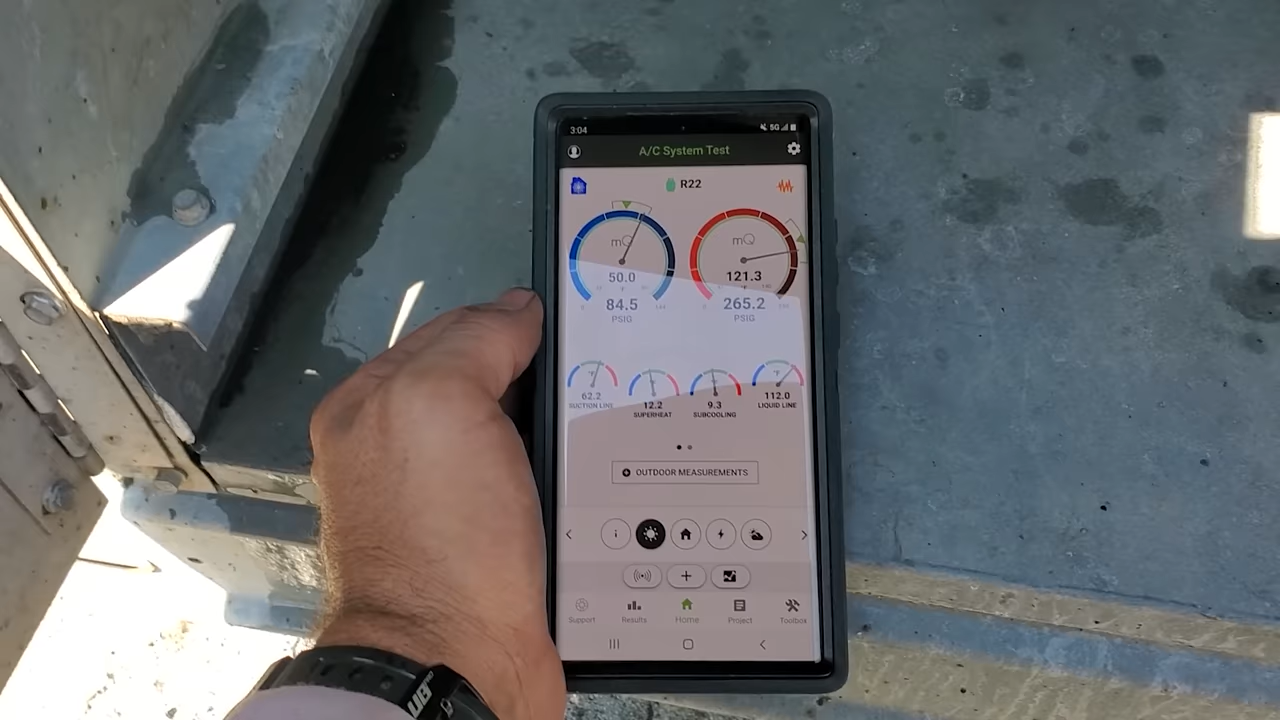 3:04 5G
A/C System Test
R22
mQ mQ
50.0 121.3
°F °F
84.5 265.2
PSIG PSIG
62.2 12.2 9.3 112.0
SUCTION LINE SUPERHEAT SUBCOOLING LIQUID LINE
OUTDOOR MEASUREMENTS
Support Results Home Project Toolbox